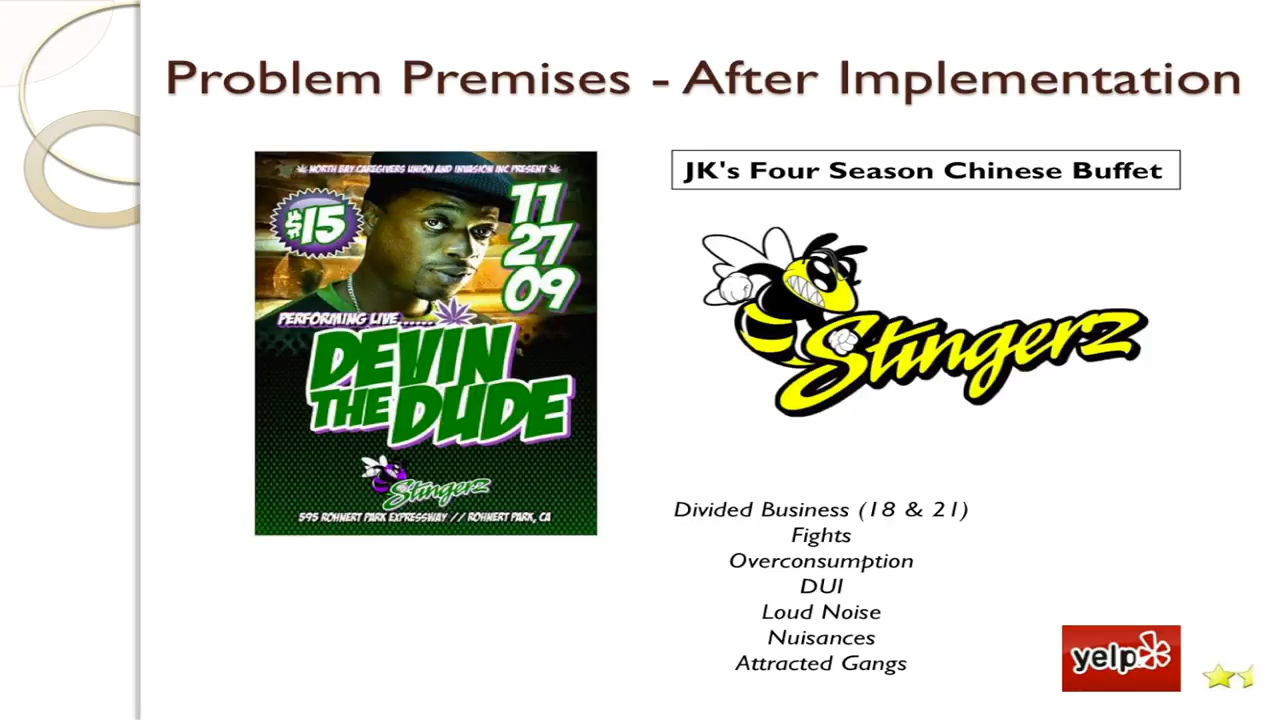 Problem Premises - After Implementation
NORTH BAY CAREGIVERS UNION AND INVASION INC PRESENT
$15
11
27
09
PERFORMING LIVE......
DEVIN
THE DUDE
Stingerz
595 ROHNERT PARK EXPRESSWAY // ROHNERT PARK, CA
JK's Four Season Chinese Buffet
Stingerz
Divided Business (18 & 21)
Fights
Overconsumption
DUI
Loud Noise
Nuisances
Attracted Gangs
yelp